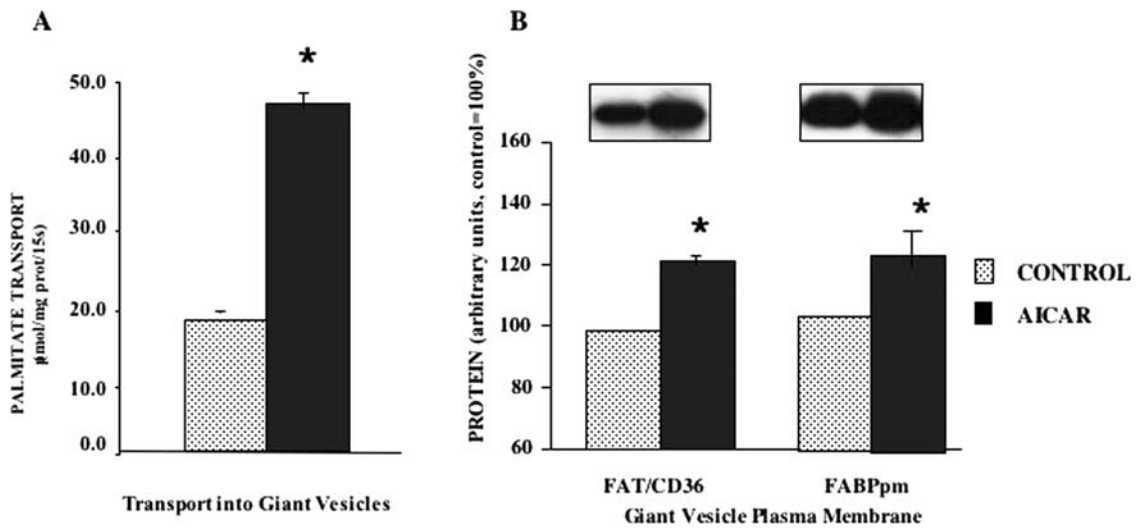 A
B
*
50.0
40.0
30.0
20.0
10.0
0.0
PALMITATE TRANSPORT
pmol/mg prot/15s)
Transport into Giant Vesicles
160
140
120
100
80
60
PROTEIN (arbitrary units, control=100%)
*
*
FAT/CD36
FABPpm
Giant Vesicle Plasma Membrane
CONTROL
AICAR